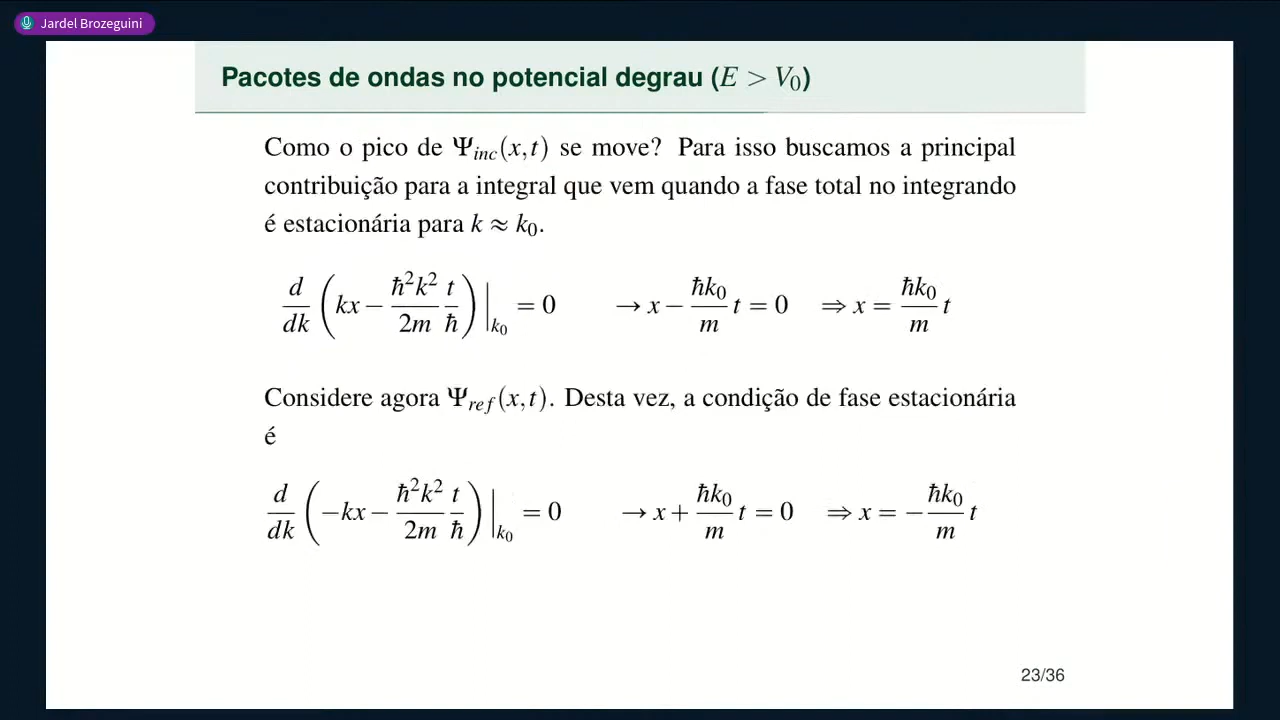 Jardel Brozeguini
Pacotes de ondas no potencial degrau (E > V₀)
Como o pico de Ψ_inc(x,t) se move? Para isso buscamos a principal
contribuição para a integral que vem quando a fase total no integrando
é estacionária para k ≈ k₀.
d/dk (kx − ħ²k²/2m t/ħ)|_k₀ = 0 → x − ħk₀/m t = 0 ⇒ x = ħk₀/m t
Considere agora Ψ_ref(x,t). Desta vez, a condição de fase estacionária
é
d/dk (−kx − ħ²k²/2m t/ħ)|_k₀ = 0 → x + ħk₀/m t = 0 ⇒ x = − ħk₀/m t
23/36